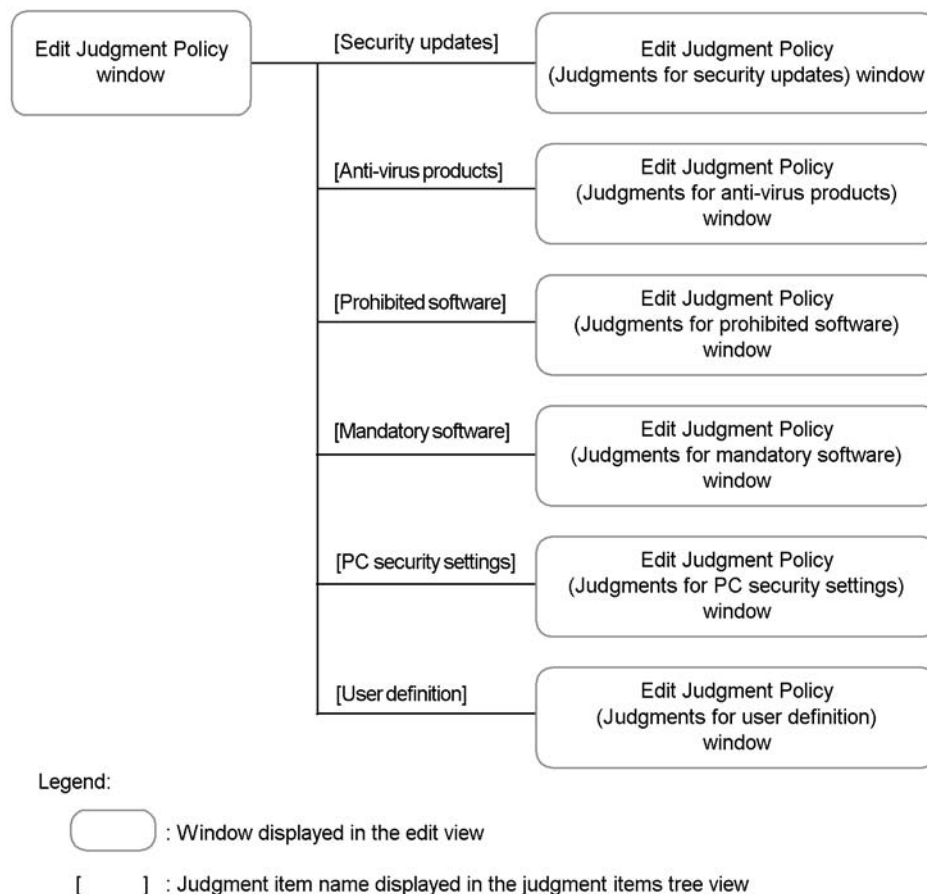 Edit Judgment Policy
window
[Security updates]
Edit Judgment Policy
(Judgments for security updates) window
[Anti-virus products]
Edit Judgment Policy
(Judgments for anti-virus products)
window
[Prohibited software]
Edit Judgment Policy
(Judgments for prohibited software)
window
[Mandatory software]
Edit Judgment Policy
(Judgments for mandatory software)
window
[PC security settings]
Edit Judgment Policy
(Judgments for PC security settings)
window
[User definition]
Edit Judgment Policy
(Judgments for user definition)
window
Legend:
: Window displayed in the edit view
[ ] : Judgment item name displayed in the judgment items tree view